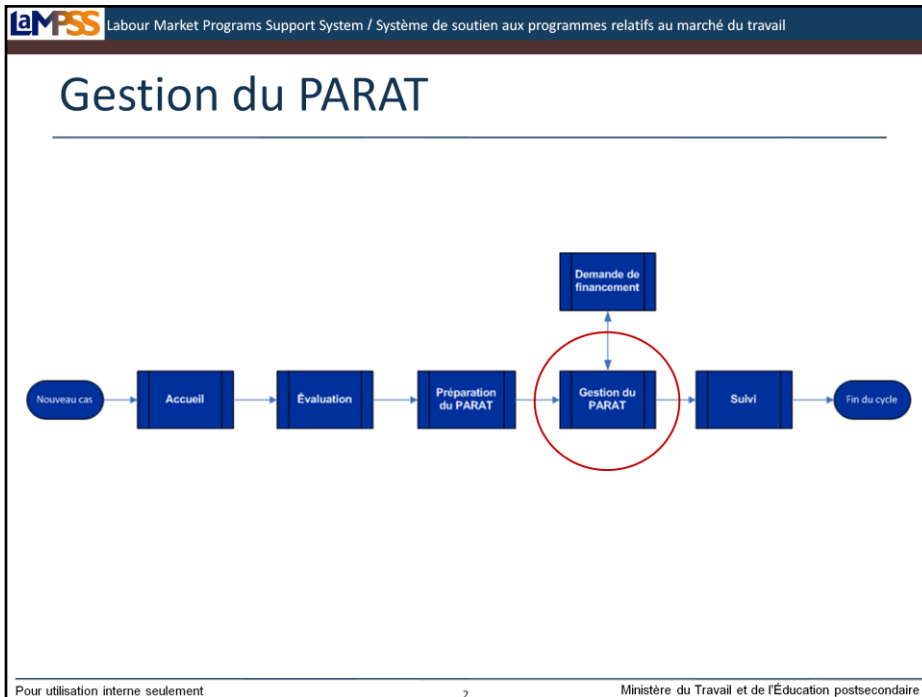 LaMPSS Labour Market Programs Support System / Système de soutien aux programmes relatifs au marché du travail
Gestion du PARAT
Demande de
financement
Nouveau cas
Accueil
Évaluation
Préparation
du PARAT
Gestion du
PARAT
Suivi
Fin du cycle
Pour utilisation interne seulement
2
Ministère du Travail et de l'Éducation postsecondaire